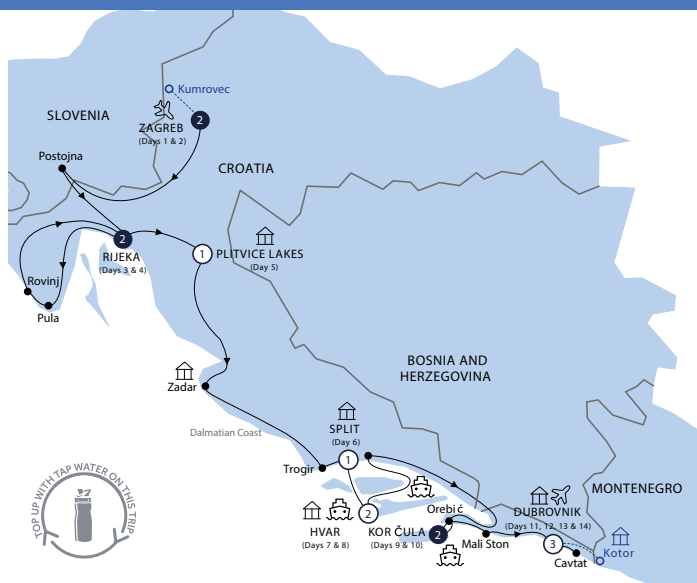 Kumrovec
SLOVENIA
2
ZAGREB
(Days 1 & 2)
Postojna
CROATIA
2
RIJEKA
(Days 3 & 4)
1
PLITVICE LAKES
(Day 5)
Rovinj
Pula
BOSNIA AND
HERZEGOVINA
Zadar
Dalmatian Coast
SPLIT
(Day 6)
1
Trogir
MONTENEGRO
2
HVAR
(Days 7 & 8)
Orebić
KORČULA
(Days 9 & 10)
2
Mali Ston
DUBROVNIK
(Days 11, 12, 13 & 14)
3
Cavtat
Kotor
TOP UP WITH TAP WATER ON THIS TRIP